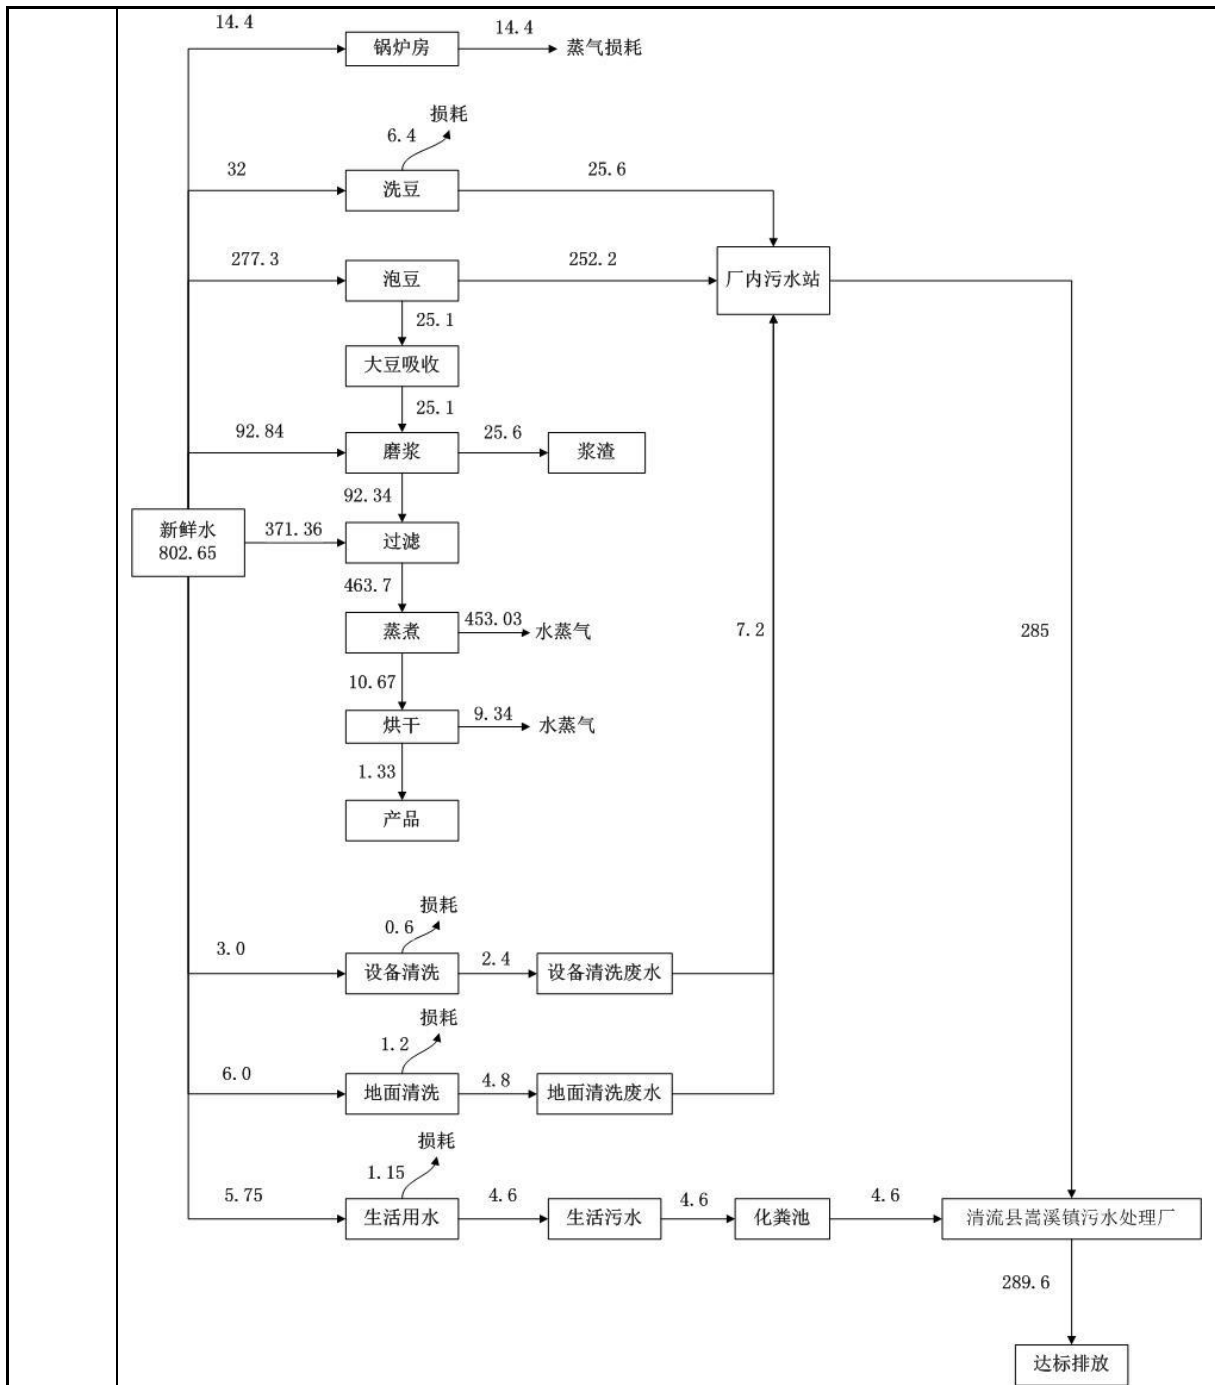 14.4
锅炉房
14.4
蒸气损耗
损耗
6.4
32
洗豆
25.6
277.3
泡豆
252.2
厂内污水站
25.1
大豆吸收
25.1
92.84
磨浆
25.6
浆渣
92.34
新鲜水
802.65
371.36
过滤
463.7
蒸煮
453.03
水蒸气
7.2
285
10.67
烘干
9.34
水蒸气
1.33
产品
损耗
0.6
3.0
设备清洗
2.4
设备清洗废水
损耗
1.2
6.0
地面清洗
4.8
地面清洗废水
损耗
1.15
5.75
生活用水
4.6
生活污水
4.6
化粪池
4.6
清流县嵩溪镇污水处理厂
289.6
达标排放